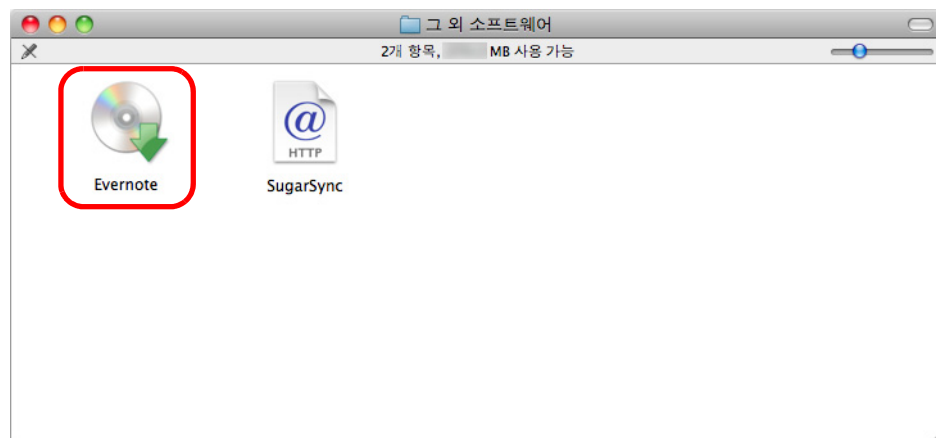 그 외 소프트웨어
2개 항목, MB 사용 가능
@
HTTP
Evernote
SugarSync